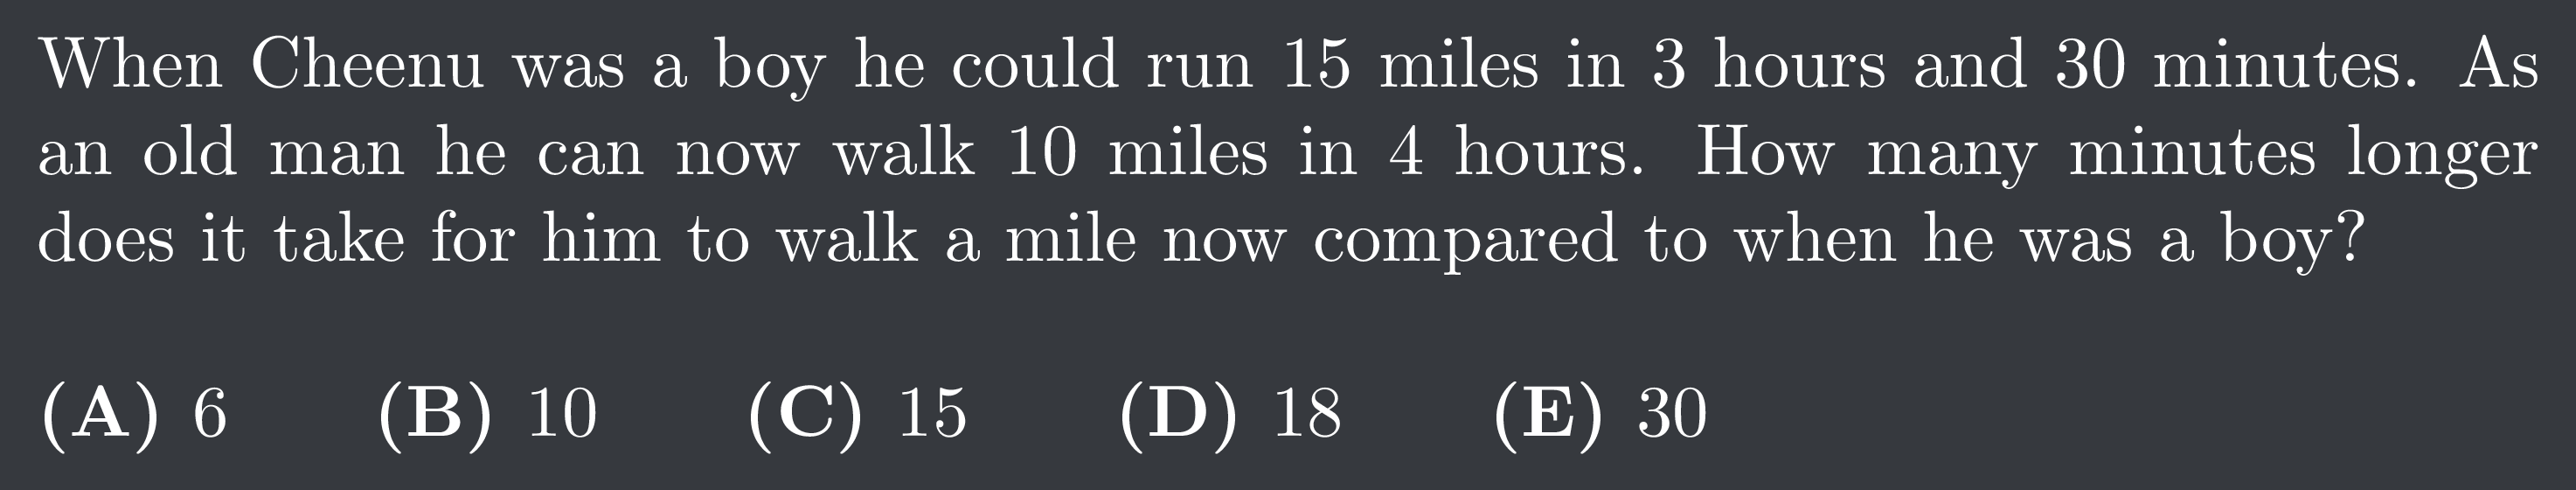 When Cheenu was a boy he could run 15 miles in 3 hours and 30 minutes. As
an old man he can now walk 10 miles in 4 hours. How many minutes longer
does it take for him to walk a mile now compared to when he was a boy?
(A) 6 (B) 10 (C) 15 (D) 18 (E) 30